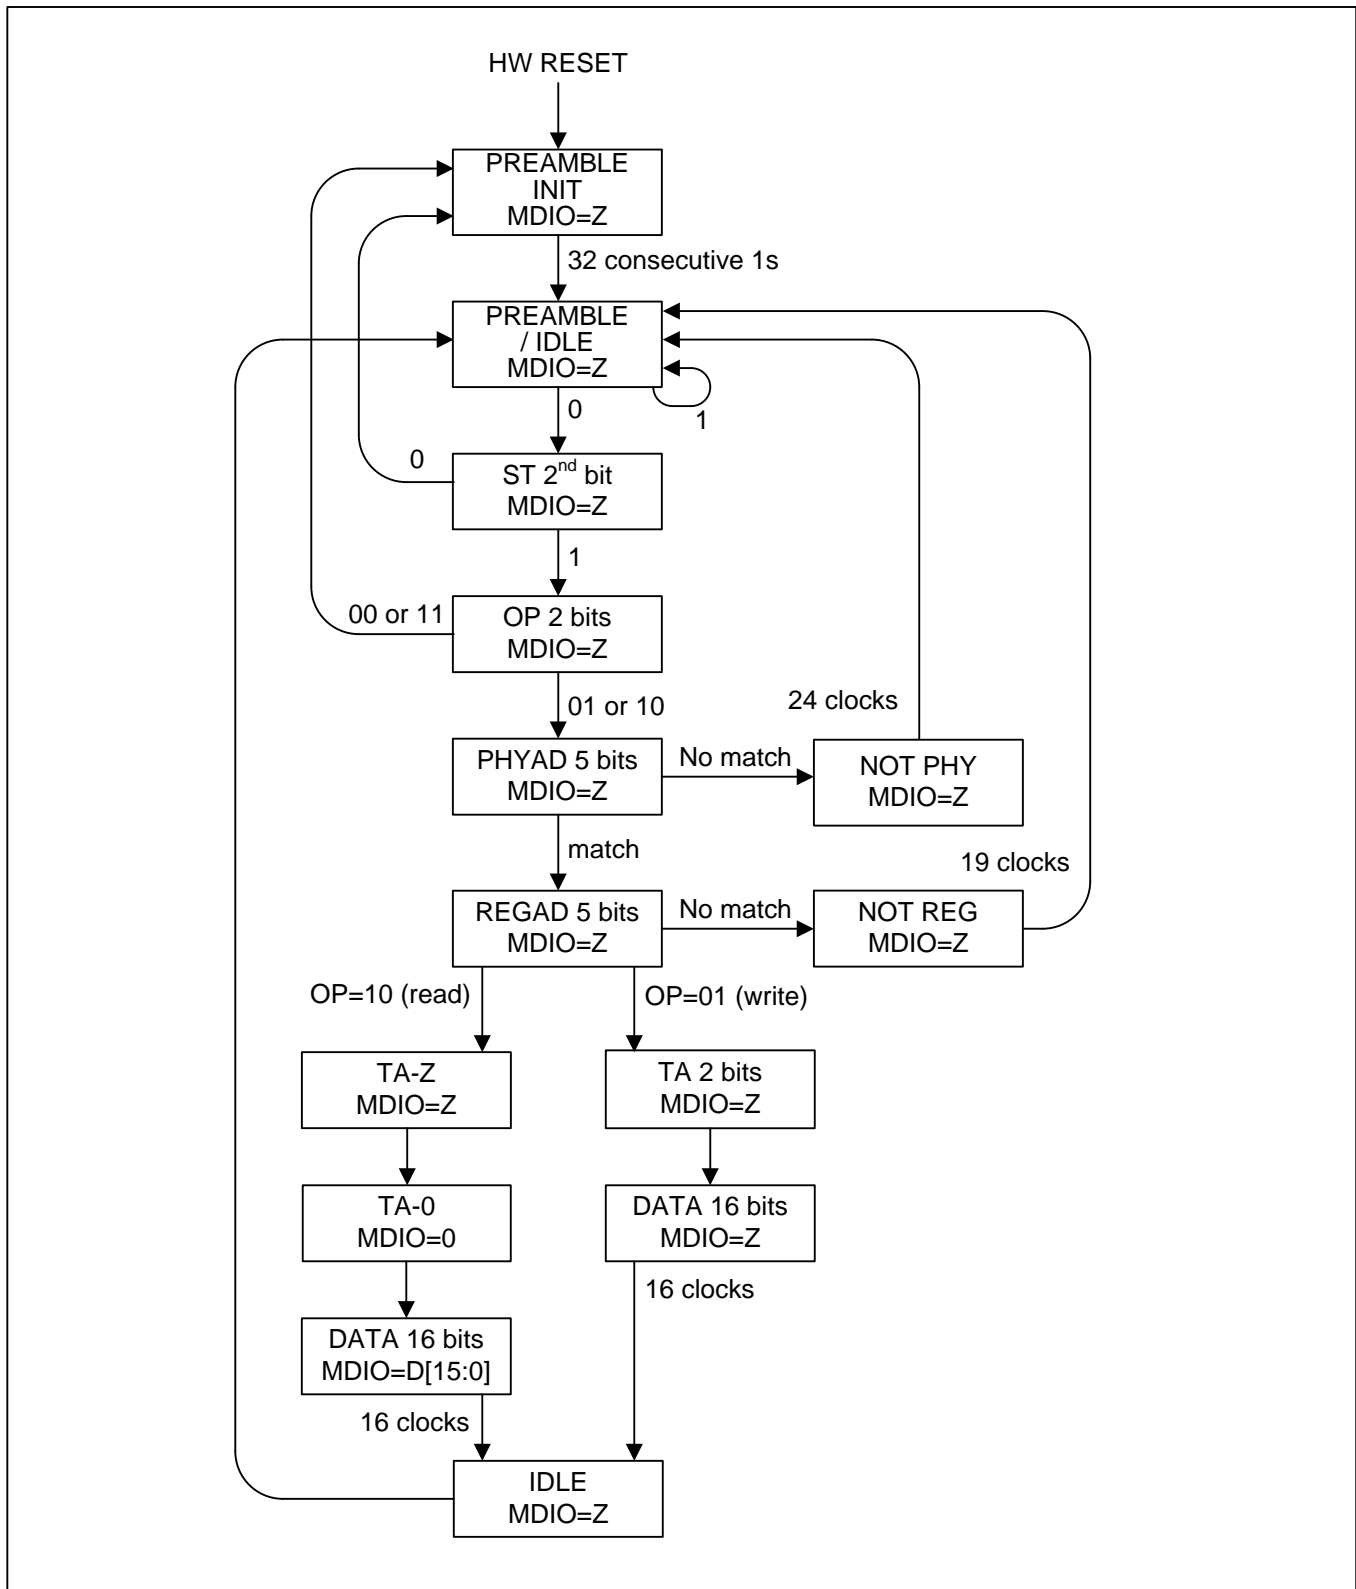 HW RESET
PREAMBLE
INIT
MDIO=Z
32 consecutive 1s
PREAMBLE
/ IDLE
MDIO=Z
1
0
0
ST 2nd bit
MDIO=Z
1
00 or 11
OP 2 bits
MDIO=Z
01 or 10
24 clocks
PHYAD 5 bits
MDIO=Z
No match
NOT PHY
MDIO=Z
match
19 clocks
REGAD 5 bits
MDIO=Z
No match
NOT REG
MDIO=Z
OP=10 (read)
OP=01 (write)
TA-Z
MDIO=Z
TA 2 bits
MDIO=Z
TA-0
MDIO=0
DATA 16 bits
MDIO=Z
16 clocks
DATA 16 bits
MDIO=D[15:0]
16 clocks
IDLE
MDIO=Z